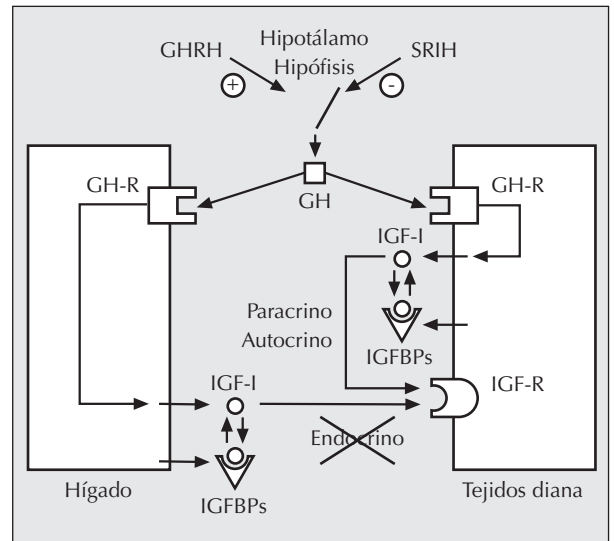 Hipotálamo
GHRH
SRIH
Hipófisis
+
-
GH-R
GH
GH-R
IGF-I
Paracrino
Autocrino
IGFBPs
IGF-I
IGF-R
Endocrino
Hígado
IGFBPs
Tejidos diana